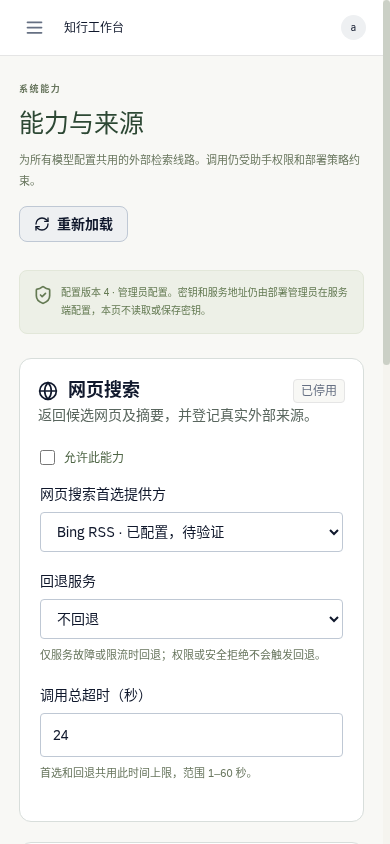 知行工作台
a
系统能力
能力与来源
为所有模型配置共用的外部检索线路。调用仍受助手权限和部署策略约
束。
重新加载
配置版本 4 · 管理员配置。密钥和服务地址仍由部署管理员在服务
端配置，本页不读取或保存密钥。
网页搜索
已停用
返回候选网页及摘要，并登记真实外部来源。
允许此能力
网页搜索首选提供方
Bing RSS · 已配置，待验证
回退服务
不回退
仅服务故障或限流时回退；权限或安全拒绝不会触发回退。
调用总超时（秒）
24
首选和回退共用此时间上限，范围 1–60 秒。